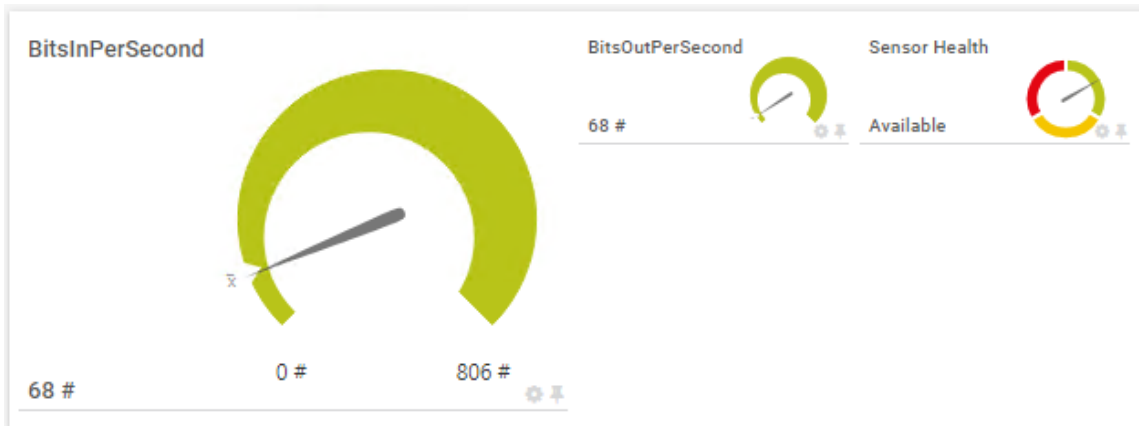 BitsInPerSecond
x̄
0 #
806 #
68 #
BitsOutPerSecond
68 #
Sensor Health
Available